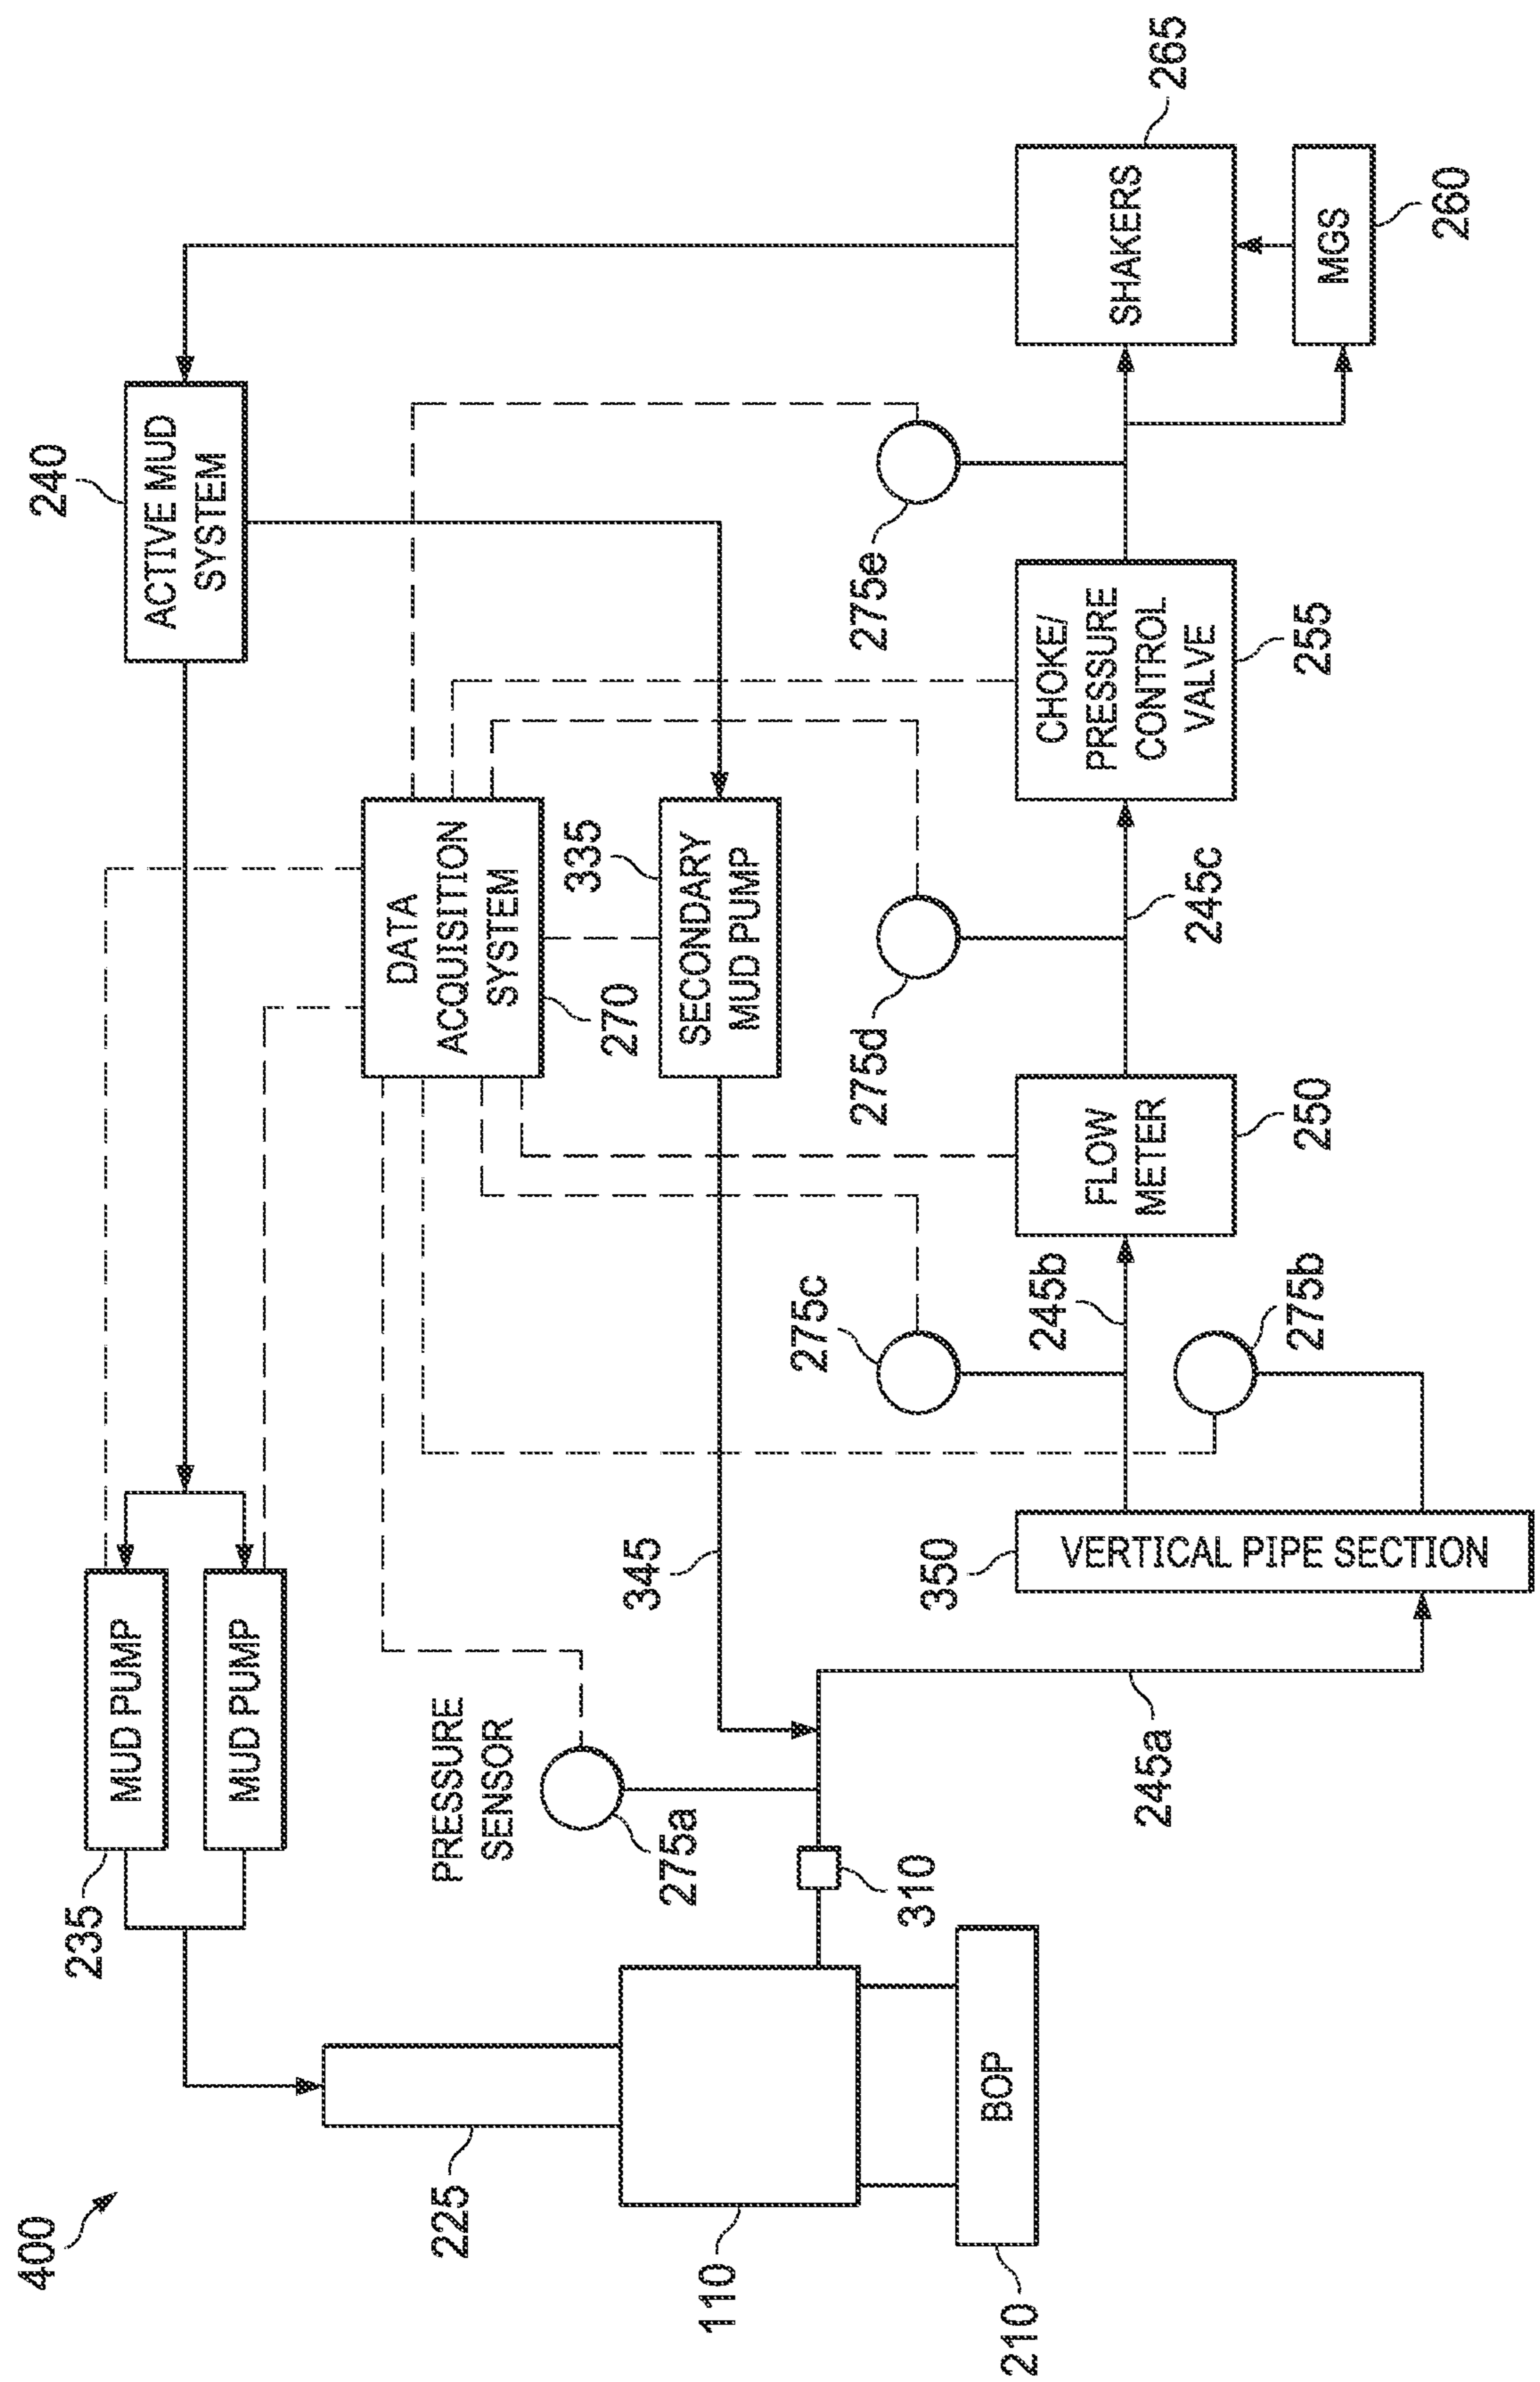 400
235
MUD PUMP
MUD PUMP
240
ACTIVE MUD
SYSTEM
225
PRESSURE
SENSOR
275a
DATA
ACQUISITION
SYSTEM
270
335
SECONDARY
MUD PUMP
345
110
310
210
BOP
245a
350
VERTICAL PIPE SECTION
275c
245b
275b
FLOW
METER
250
275d
245c
CHOKE/
PRESSURE
CONTROL
VALVE
255
275e
SHAKERS
265
MGS
260